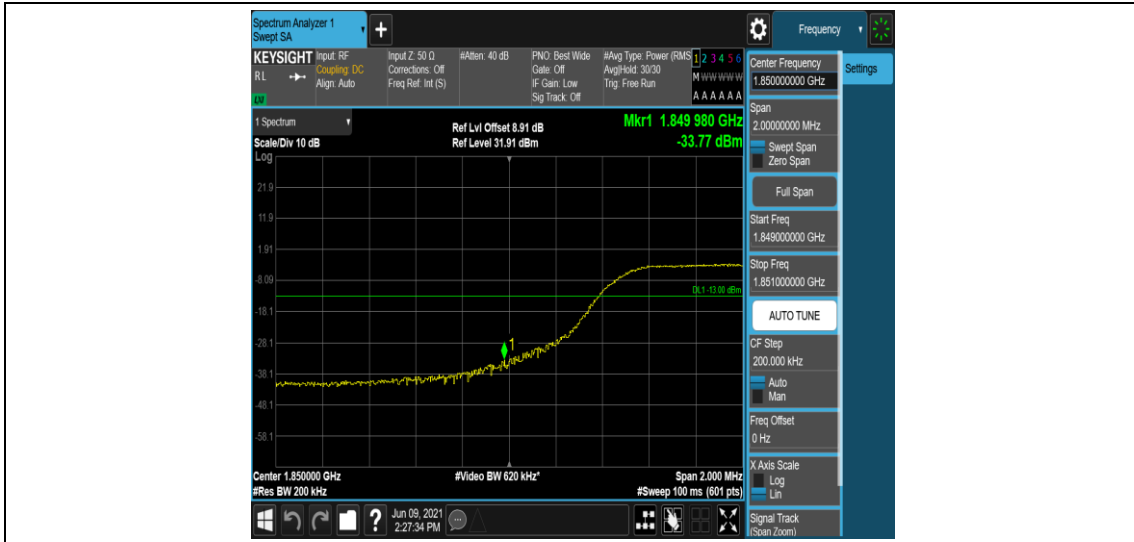 Spectrum Analyzer 1
Swept SA
+
Frequency
KEYSIGHT
RL
Input: RF
Coupling: DC
Align: Auto
Input Z: 50 Ω
Corrections: Off
Freq Ref: Int (S)
#Atten: 40 dB
PNO: Best Wide
Gate: Off
IF Gain: Low
Sig Track: Off
#Avg Type: Power (RMS
Avg|Hold: 30/30
Trig: Free Run
1 2 3 4 5 6
M W W W W W
A A A A A A
1 Spectrum
Scale/Div 10 dB
Log
Ref Lvl Offset 8.91 dB
Ref Level 31.91 dBm
Mkr1 1.849 980 GHz
-33.77 dBm
21.9
11.9
1.91
-8.09
-18.1
-28.1
-38.1
-48.1
-58.1
DL1 -13.00 dBm
1
Center 1.850000 GHz
#Res BW 200 kHz
#Video BW 620 kHz*
Span 2.000 MHz
#Sweep 100 ms (601 pts)
?
Jun 09, 2021
2:27:34 PM
Center Frequency
1.850000000 GHz
Settings
Span
2.00000000 MHz
Swept Span
Zero Span
Full Span
Start Freq
1.849000000 GHz
Stop Freq
1.851000000 GHz
AUTO TUNE
CF Step
200.000 kHz
Auto
Man
Freq Offset
0 Hz
X Axis Scale
Log
Lin
Signal Track
(Span Zoom)